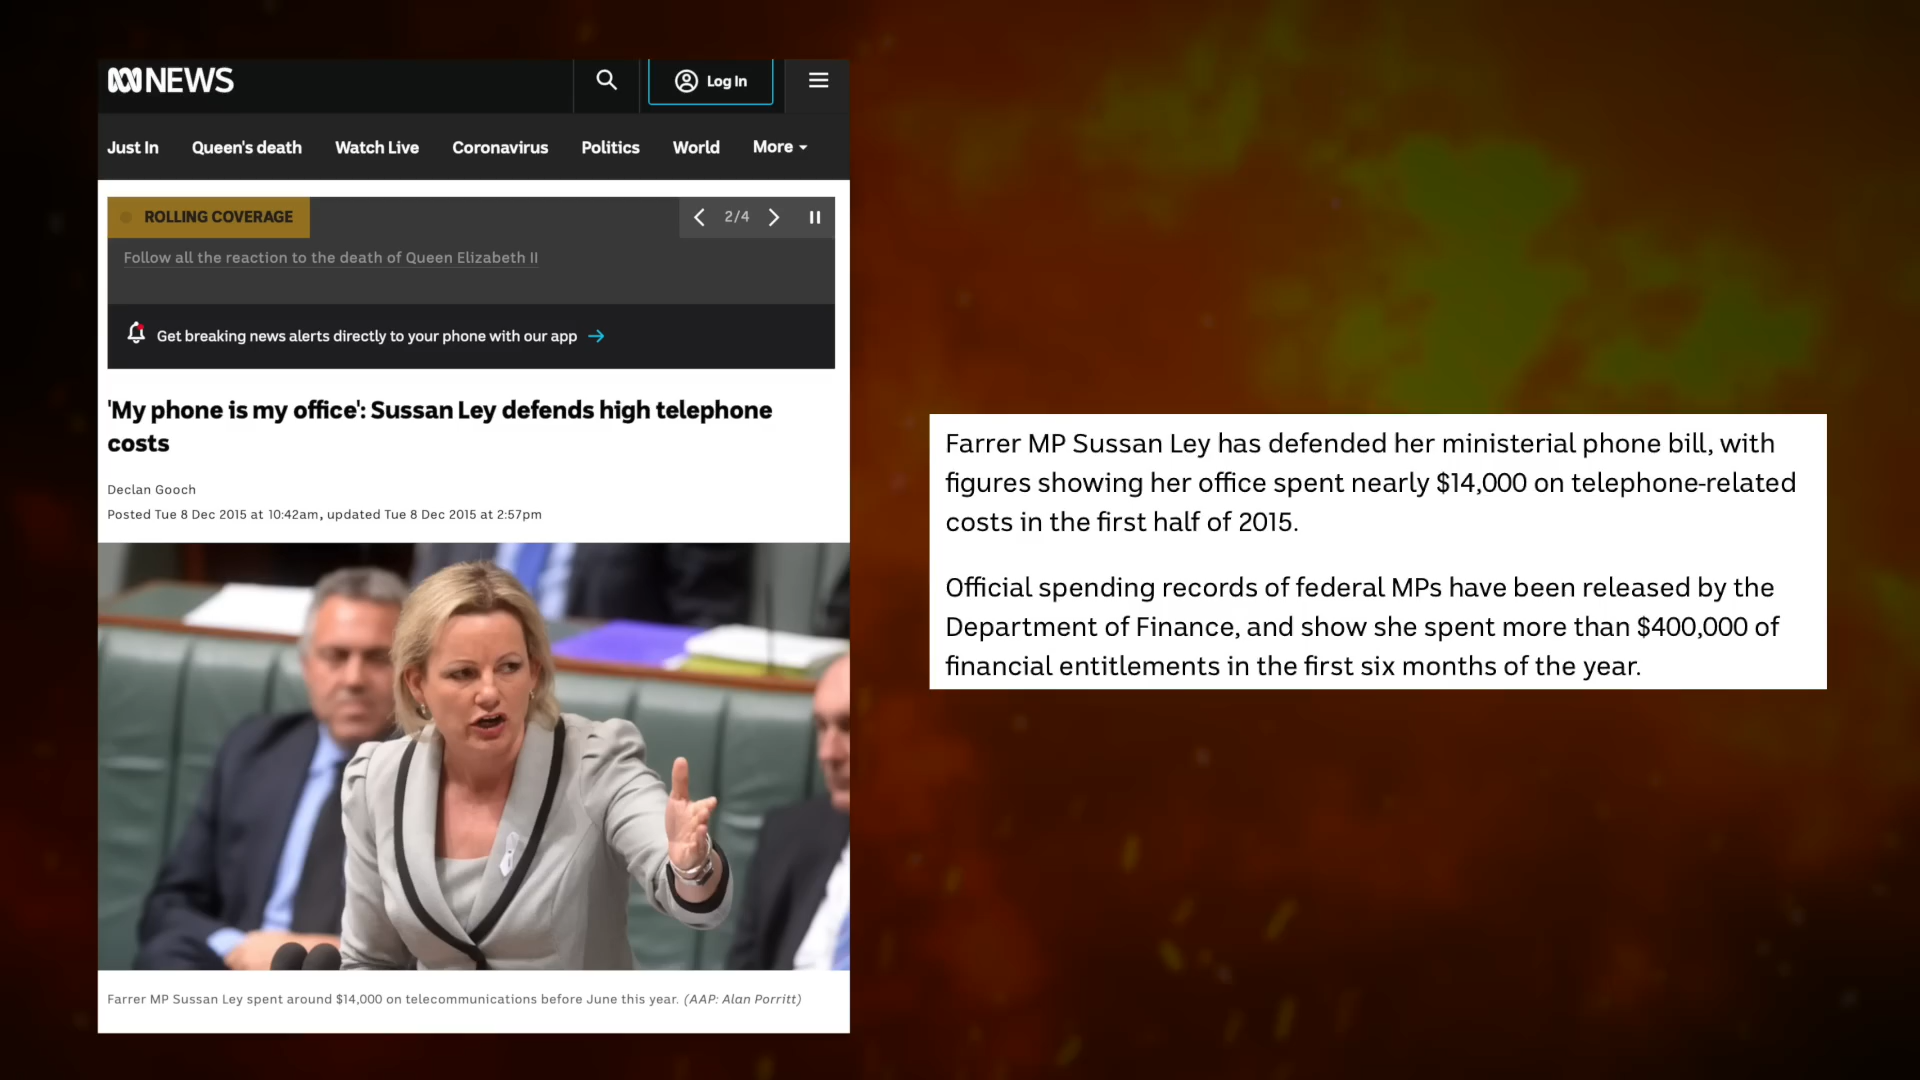 NEWS
Log In
Just In Queen's death Watch Live Coronavirus Politics World More
ROLLING COVERAGE
2/4
Follow all the reaction to the death of Queen Elizabeth II
Get breaking news alerts directly to your phone with our app →
'My phone is my office': Sussan Ley defends high telephone
costs
Declan Gooch
Posted Tue 8 Dec 2015 at 10:42am, updated Tue 8 Dec 2015 at 2:57pm
Farrer MP Sussan Ley spent around $14,000 on telecommunications before June this year. (AAP: Alan Porritt)
Farrer MP Sussan Ley has defended her ministerial phone bill, with
figures showing her office spent nearly $14,000 on telephone-related
costs in the first half of 2015.
Official spending records of federal MPs have been released by the
Department of Finance, and show she spent more than $400,000 of
financial entitlements in the first six months of the year.